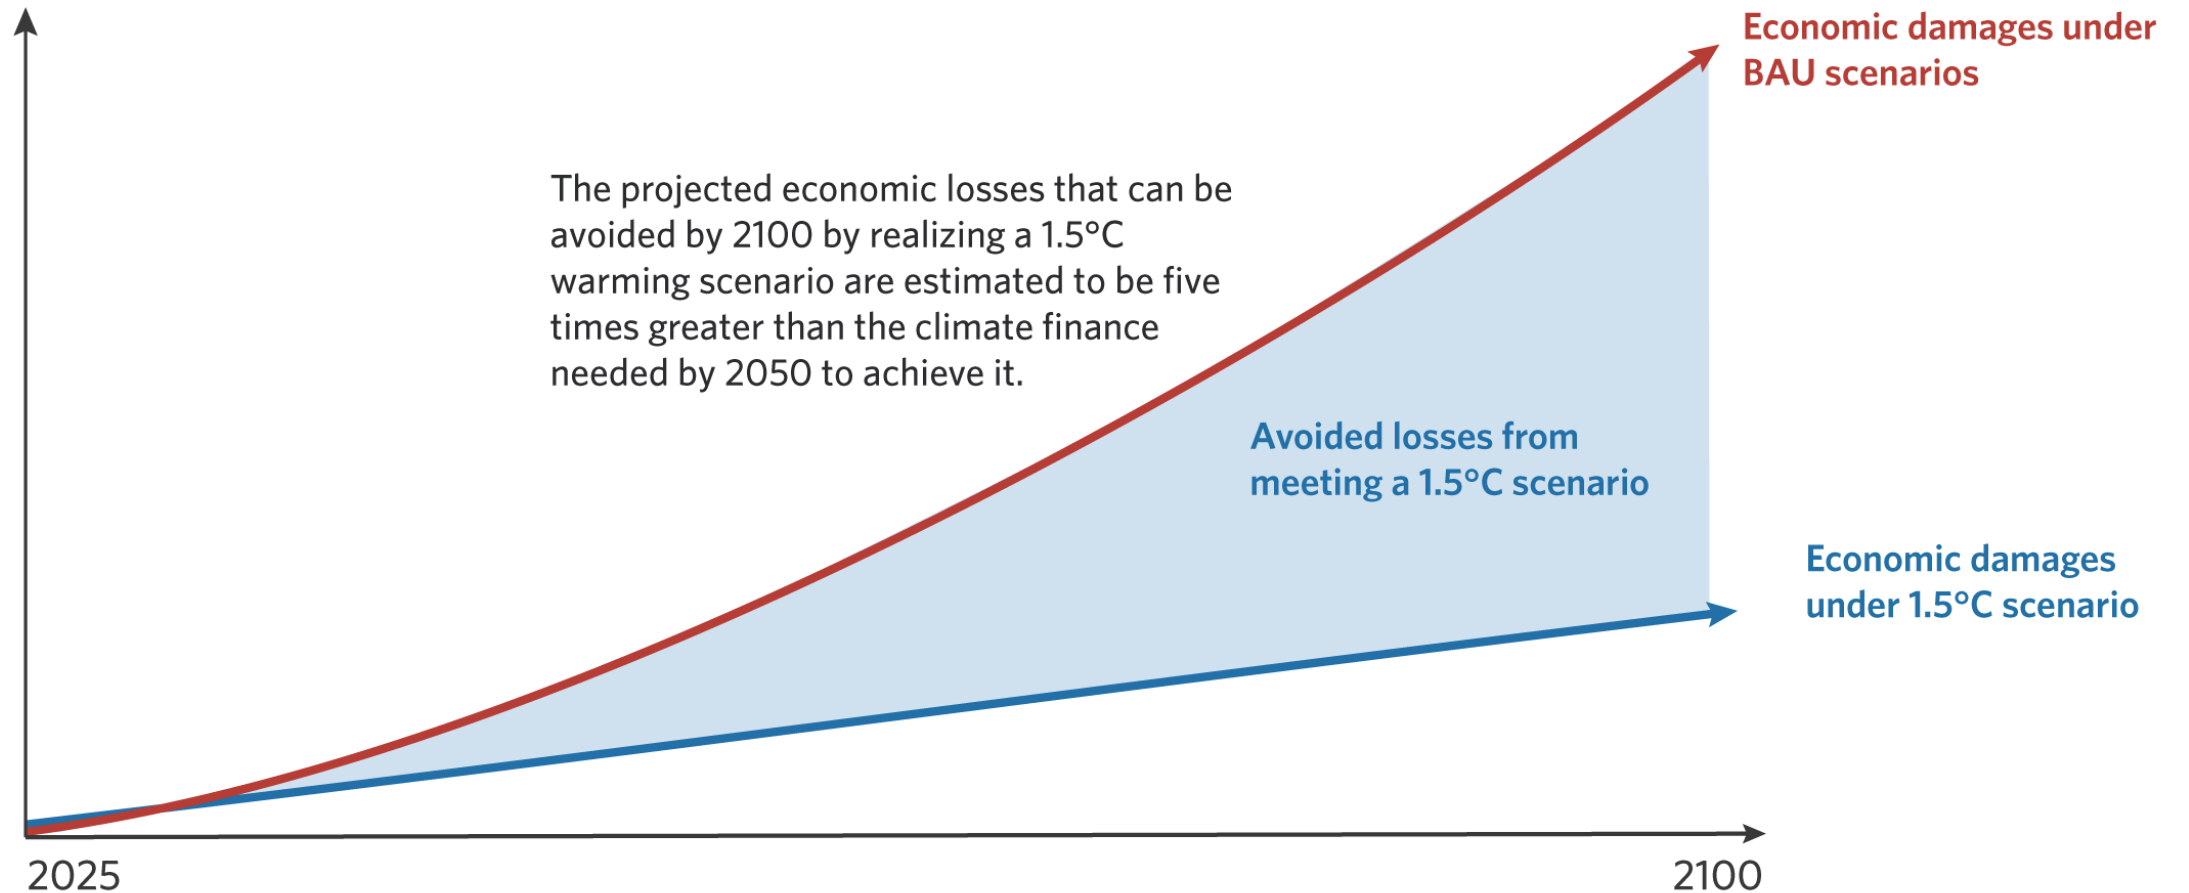 Economic damages under
BAU scenarios
The projected economic losses that can be
avoided by 2100 by realizing a 1.5°C
warming scenario are estimated to be five
times greater than the climate finance
needed by 2050 to achieve it.
Avoided losses from
meeting a 1.5°C scenario
Economic damages
under 1.5°C scenario
2025
2100